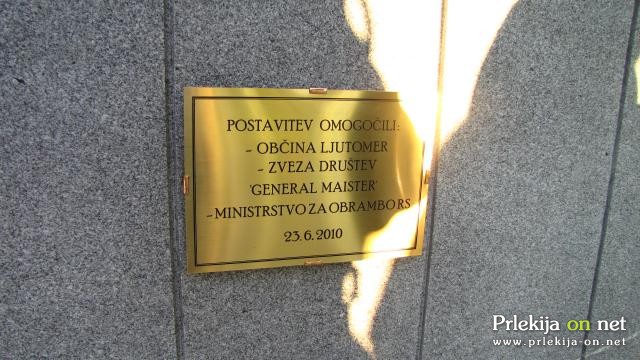 POSTAVITEV OMOGOČILI:
- OBČINA LJUTOMER
- ZVEZA DRUŠTEV
'GENERAL MAISTER'
- MINISTRSTVO ZA OBRAMBO RS
23.6.2010
Prlekija on net
www.prlekija-on.net